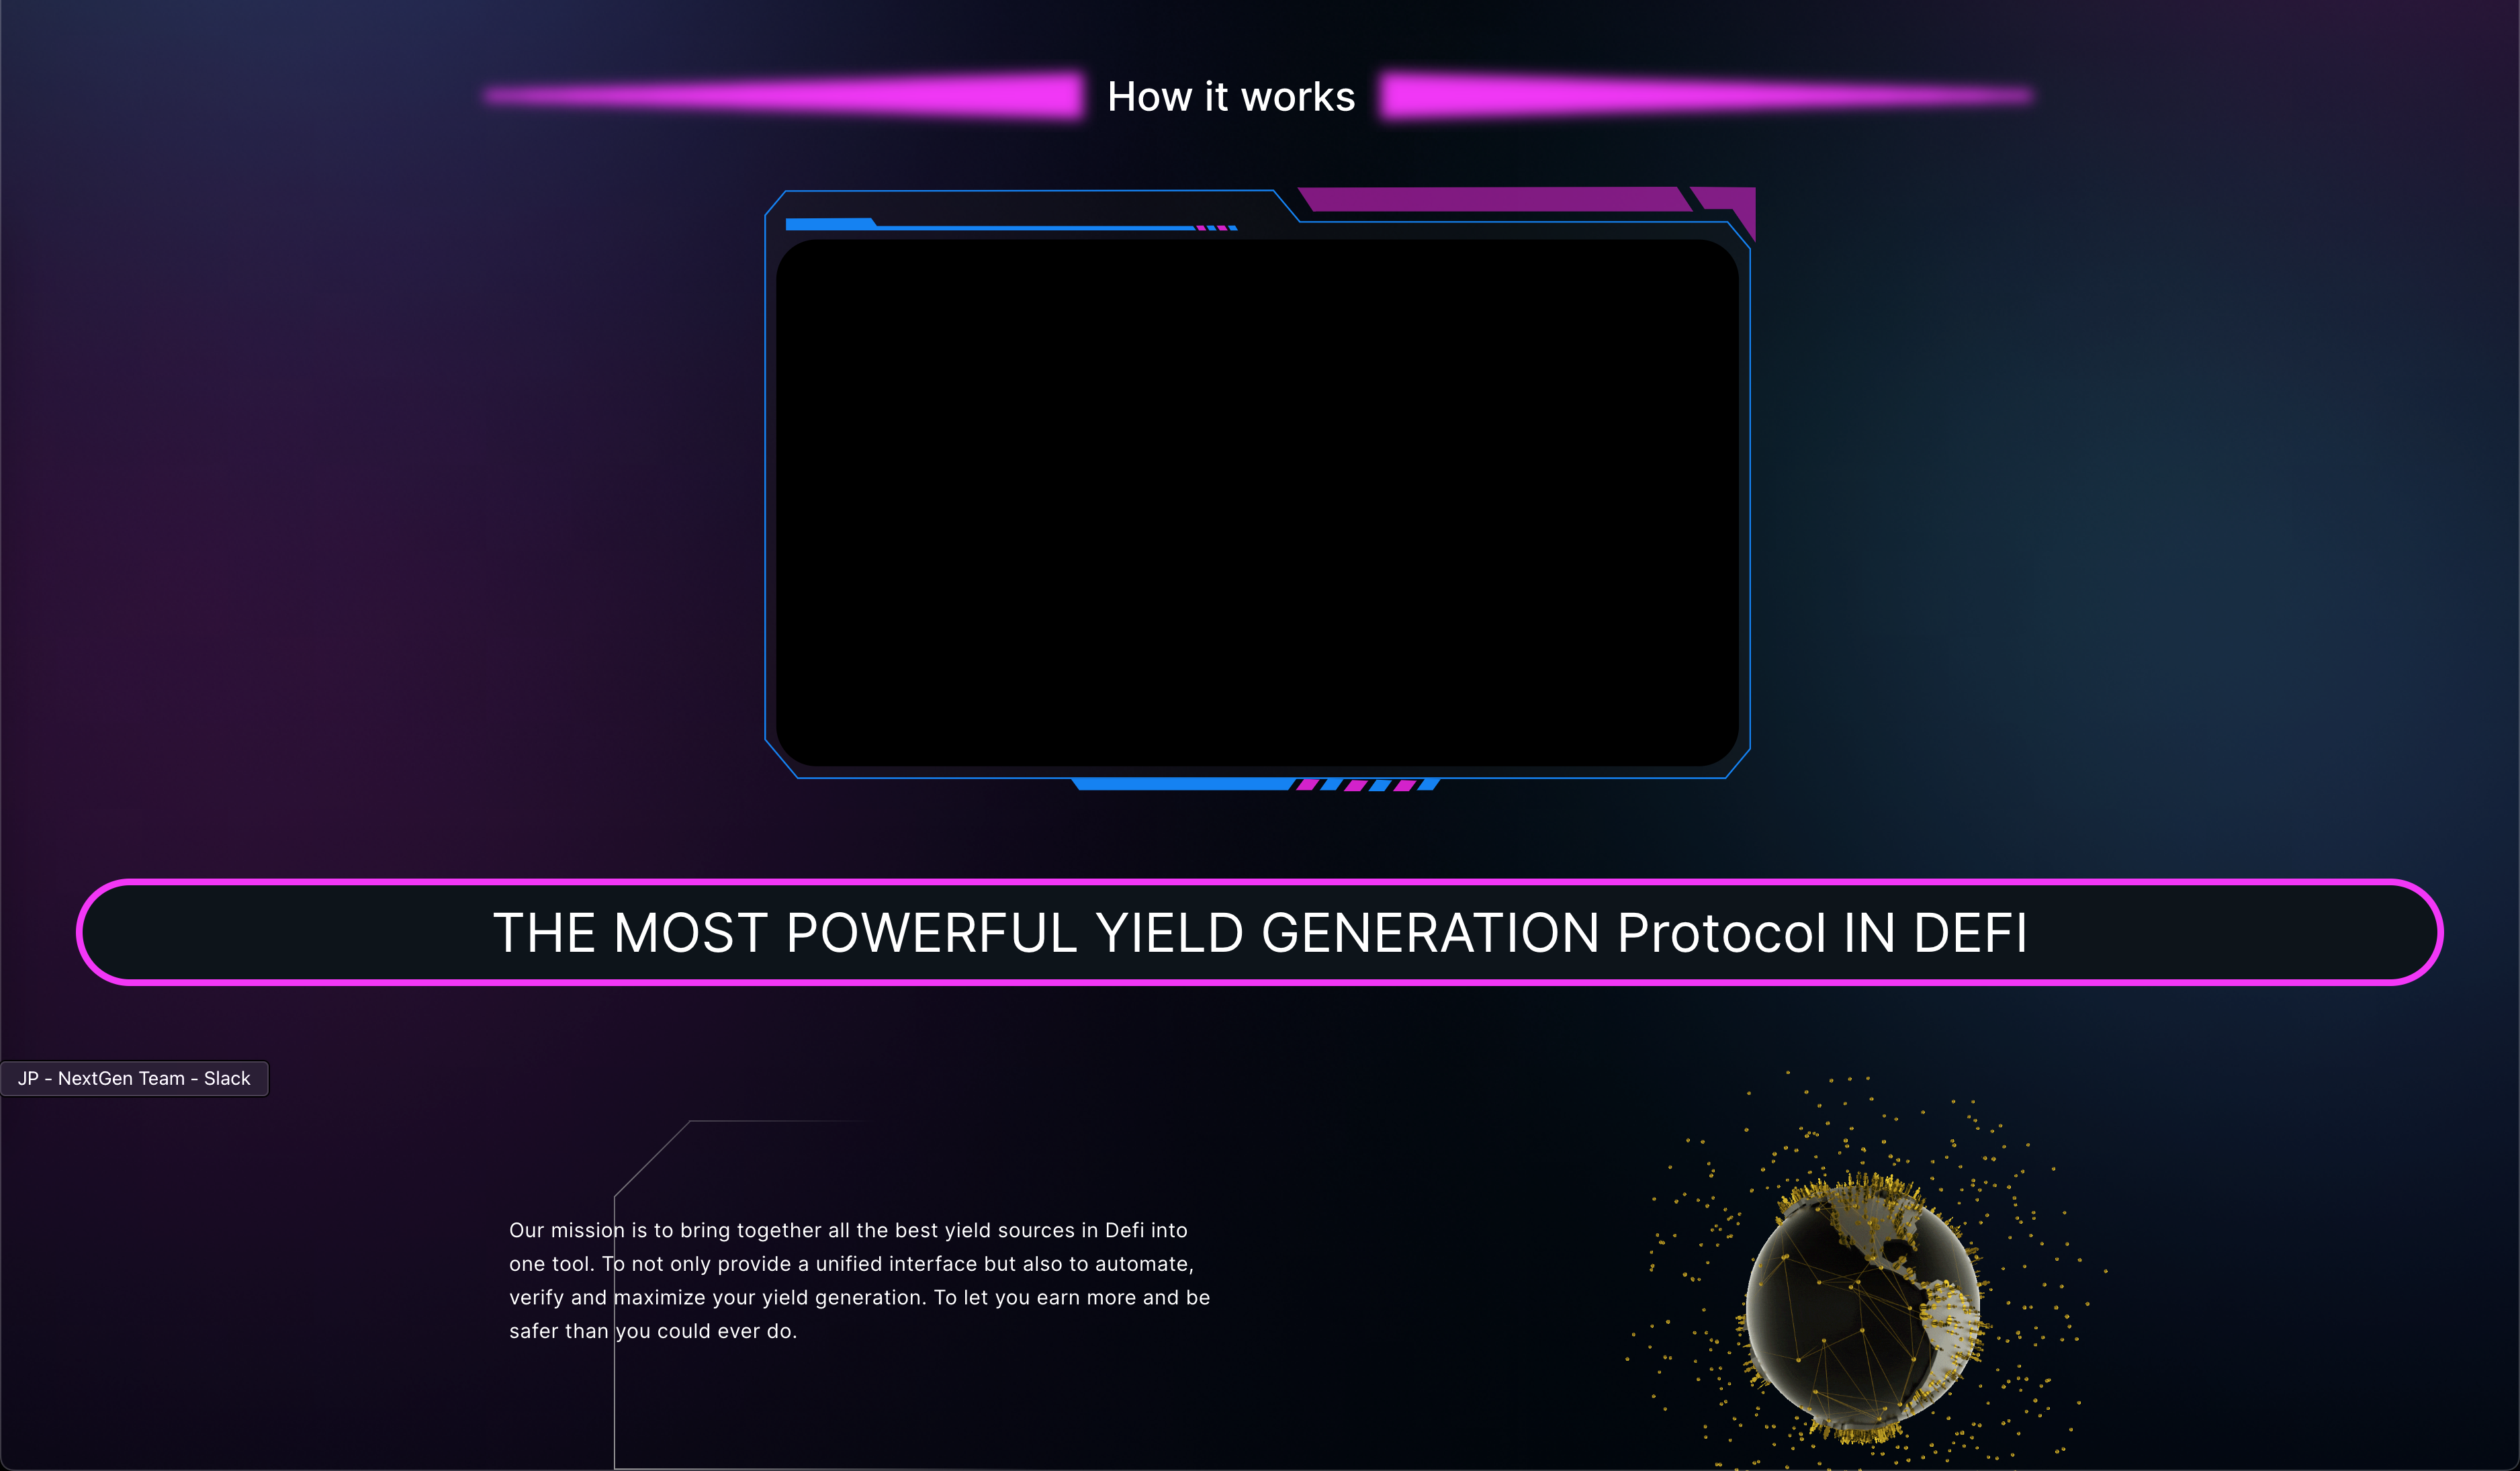 How it works
THE MOST POWERFUL YIELD GENERATION Protocol IN DEFI
JP - NextGen Team - Slack
Our mission is to bring together all the best yield sources in Defi into
one tool. To not only provide a unified interface but also to automate,
verify and maximize your yield generation. To let you earn more and be
safer than you could ever do.